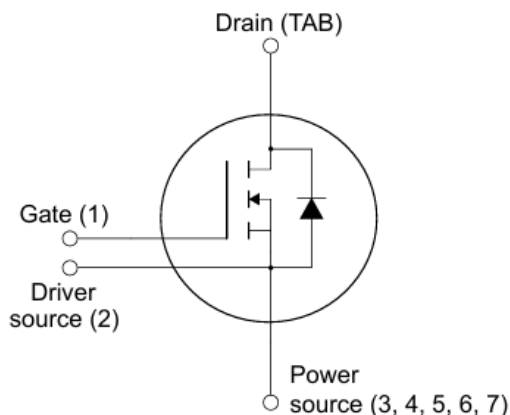 Drain (TAB)
Gate (1)
Driver
source (2)
Power
source (3, 4, 5, 6, 7)